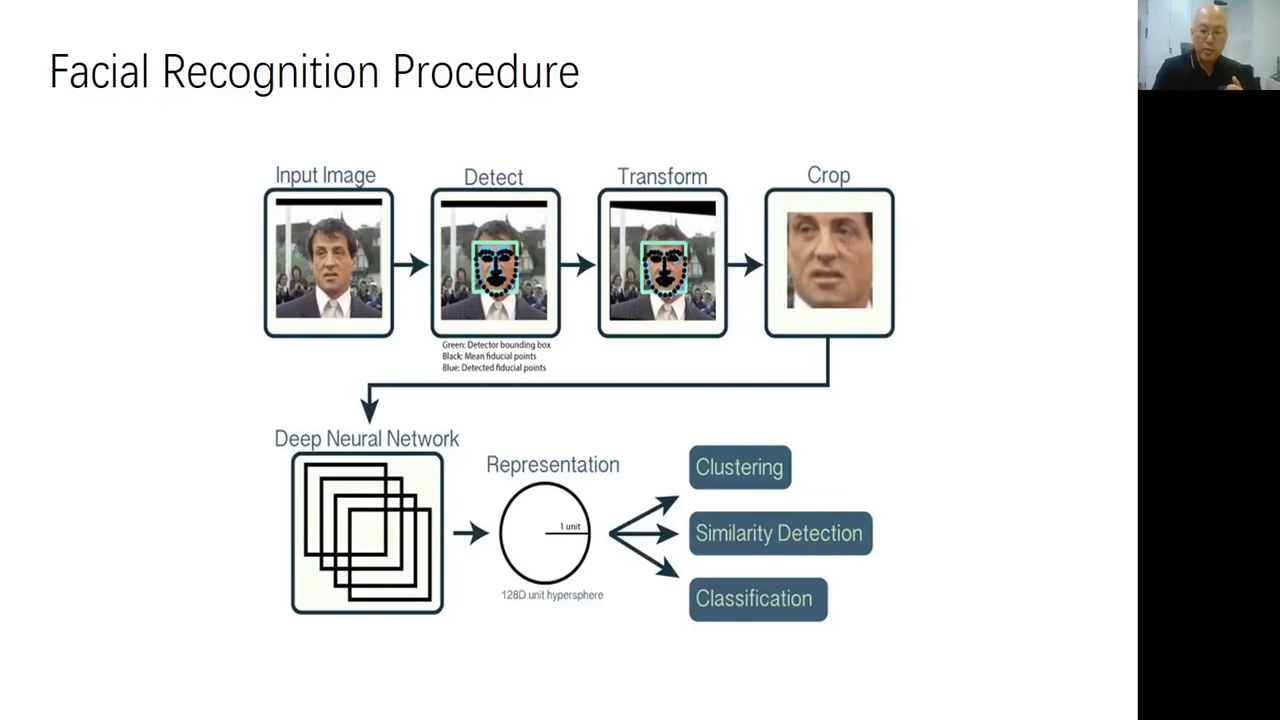 Facial Recognition Procedure
Input Image
Detect
Transform
Crop
Green: Detector bounding box
Black: Mean fiducial points
Blue: Detected fiducial points
Deep Neural Network
Representation
1 unit
128D unit hypersphere
Clustering
Similarity Detection
Classification